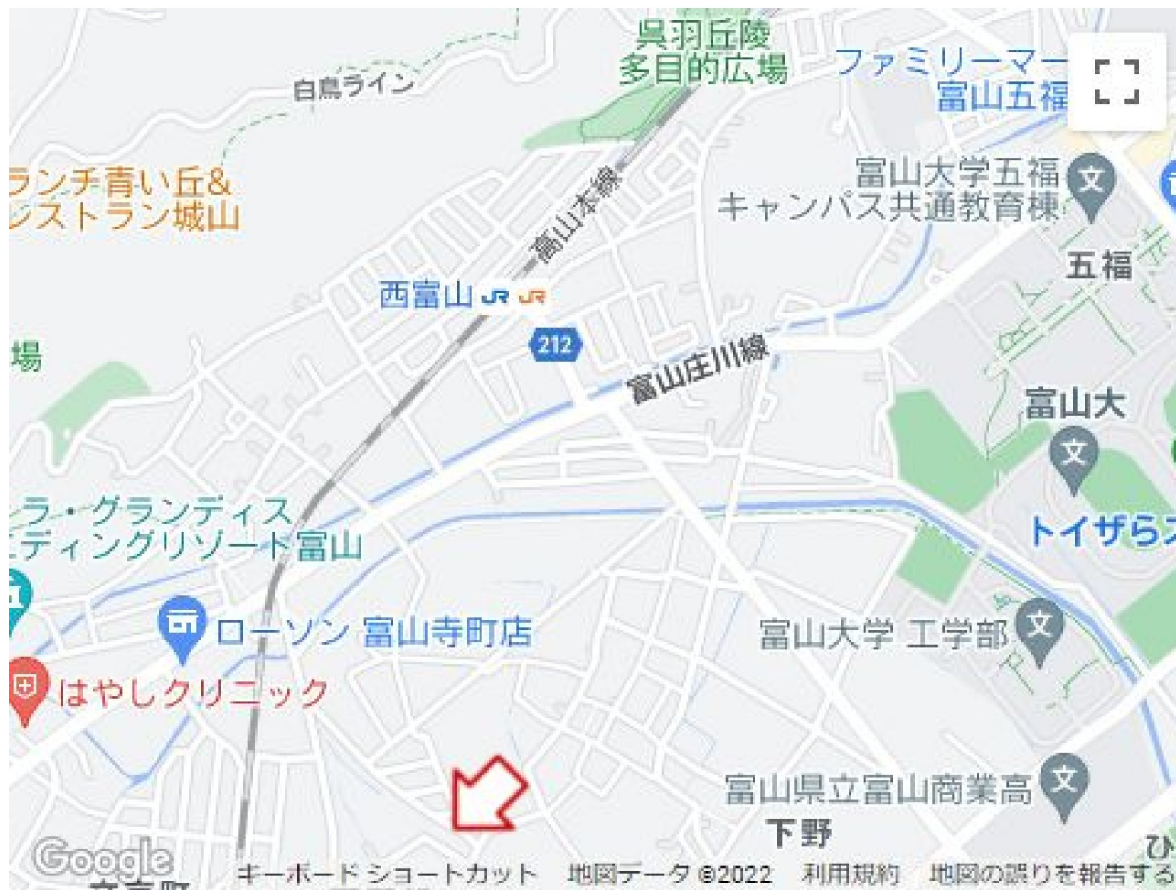 呉羽丘陵
多目的広場
ファミリーマー
富山五福
白鳥ライン
富山大学五福
キャンパス共通教育棟
ランチ青い丘&
ンストラン城山
高山本線
五福
西富山 JR JR
212
場
富山庄川線
富山大
文
ラ・グランディス
ニディングリゾート富山
トイザらス
ローソン 富山寺町店
富山大学 工学部
はやしクリニック
富山県立富山商業高
下野
ひ
Google
キーボード ショートカット 地図データ ©2022 利用規約 地図の誤りを報告する